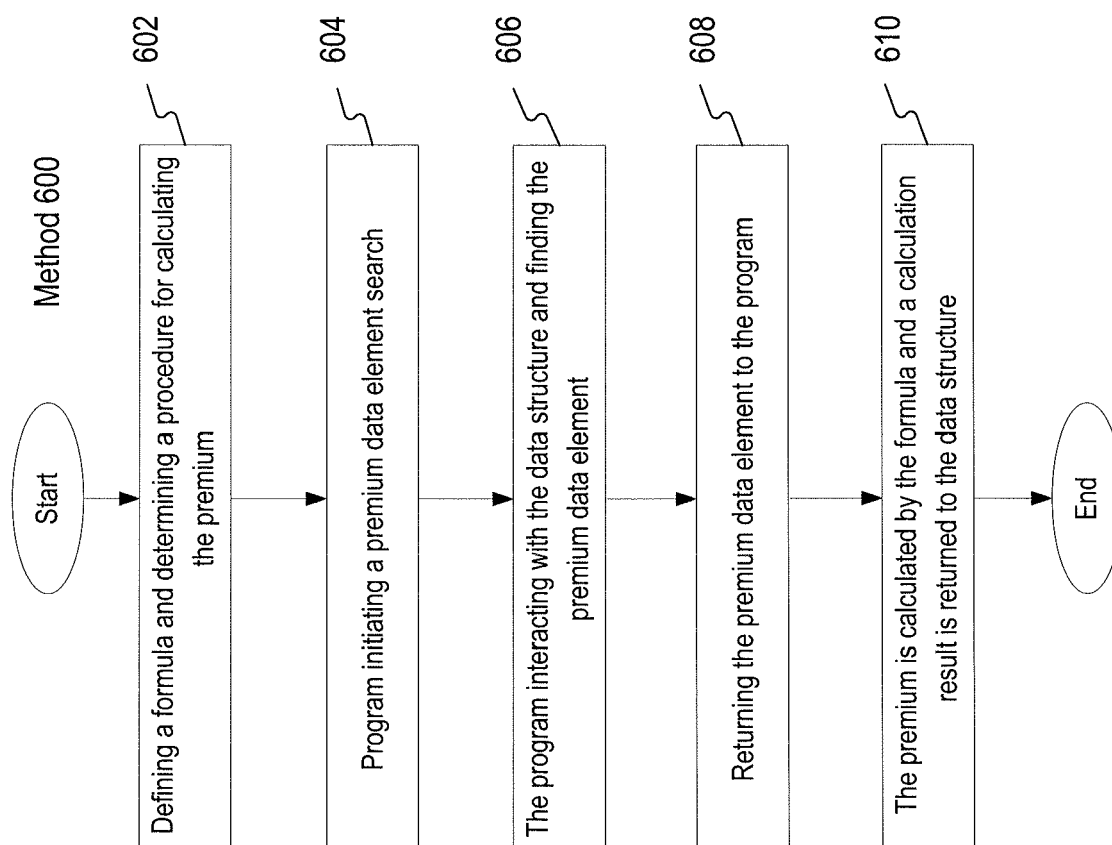 Method 600
Start
602
Defining a formula and determining a procedure for calculating
the premium
604
Program initiating a premium data element search
606
The program interacting with the data structure and finding the
premium data element
608
Returning the premium data element to the program
610
The premium is calculated by the formula and a calculation
result is returned to the data structure
End